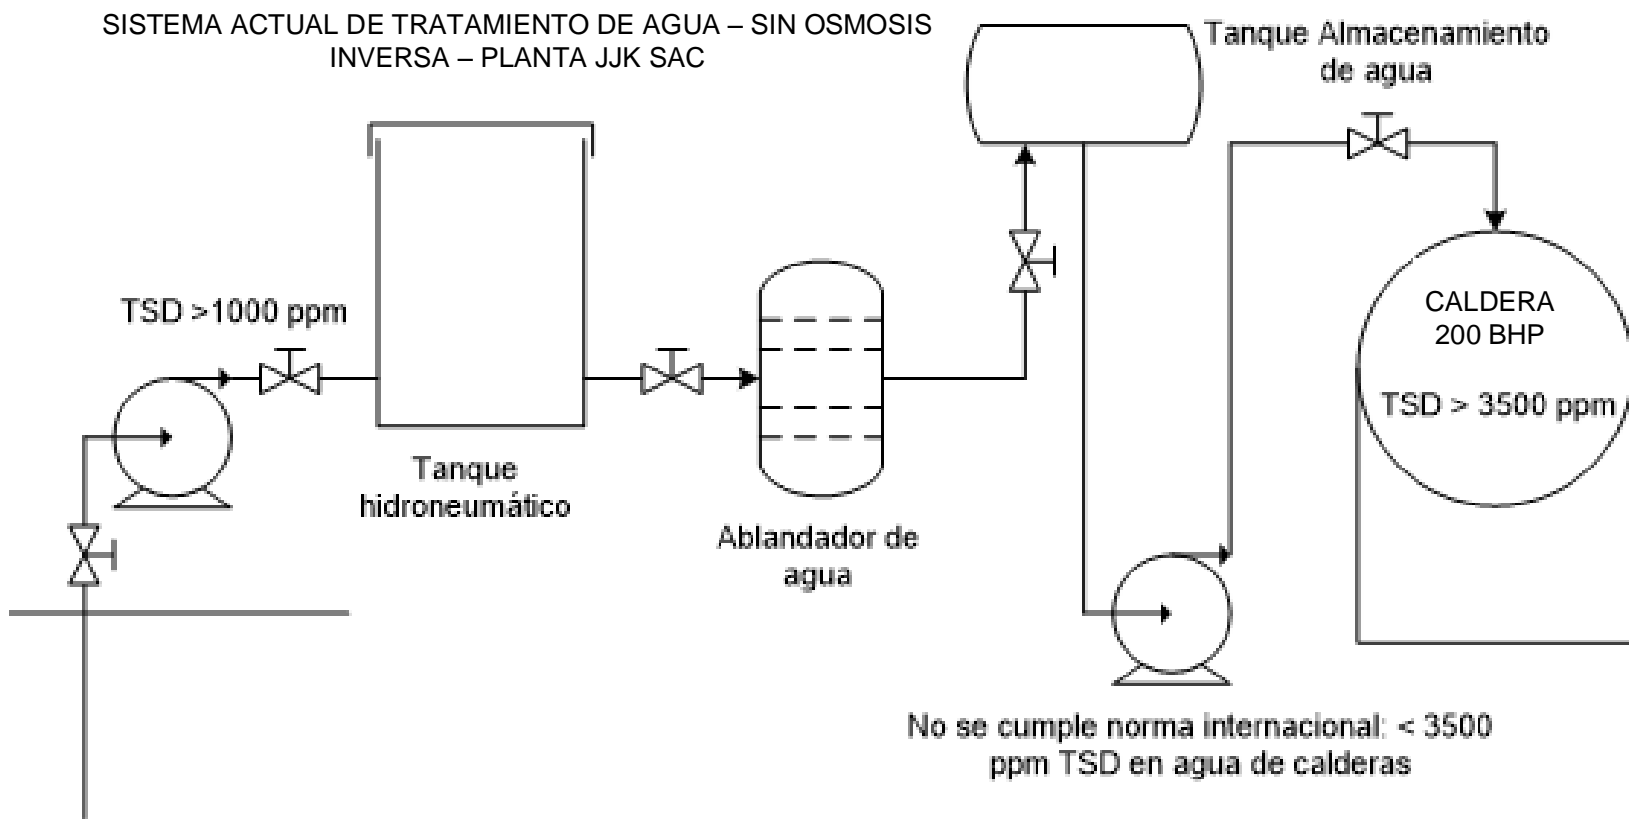 SISTEMA ACTUAL DE TRATAMIENTO DE AGUA – SIN OSMOSIS
INVERSA – PLANTA JJK SAC
Tanque Almacenamiento
de agua
TSD >1000 ppm
CALDERA
200 BHP
TSD > 3500 ppm
Tanque
hidroneumático
Ablandador de
agua
No se cumple norma internacional: < 3500
ppm TSD en agua de calderas